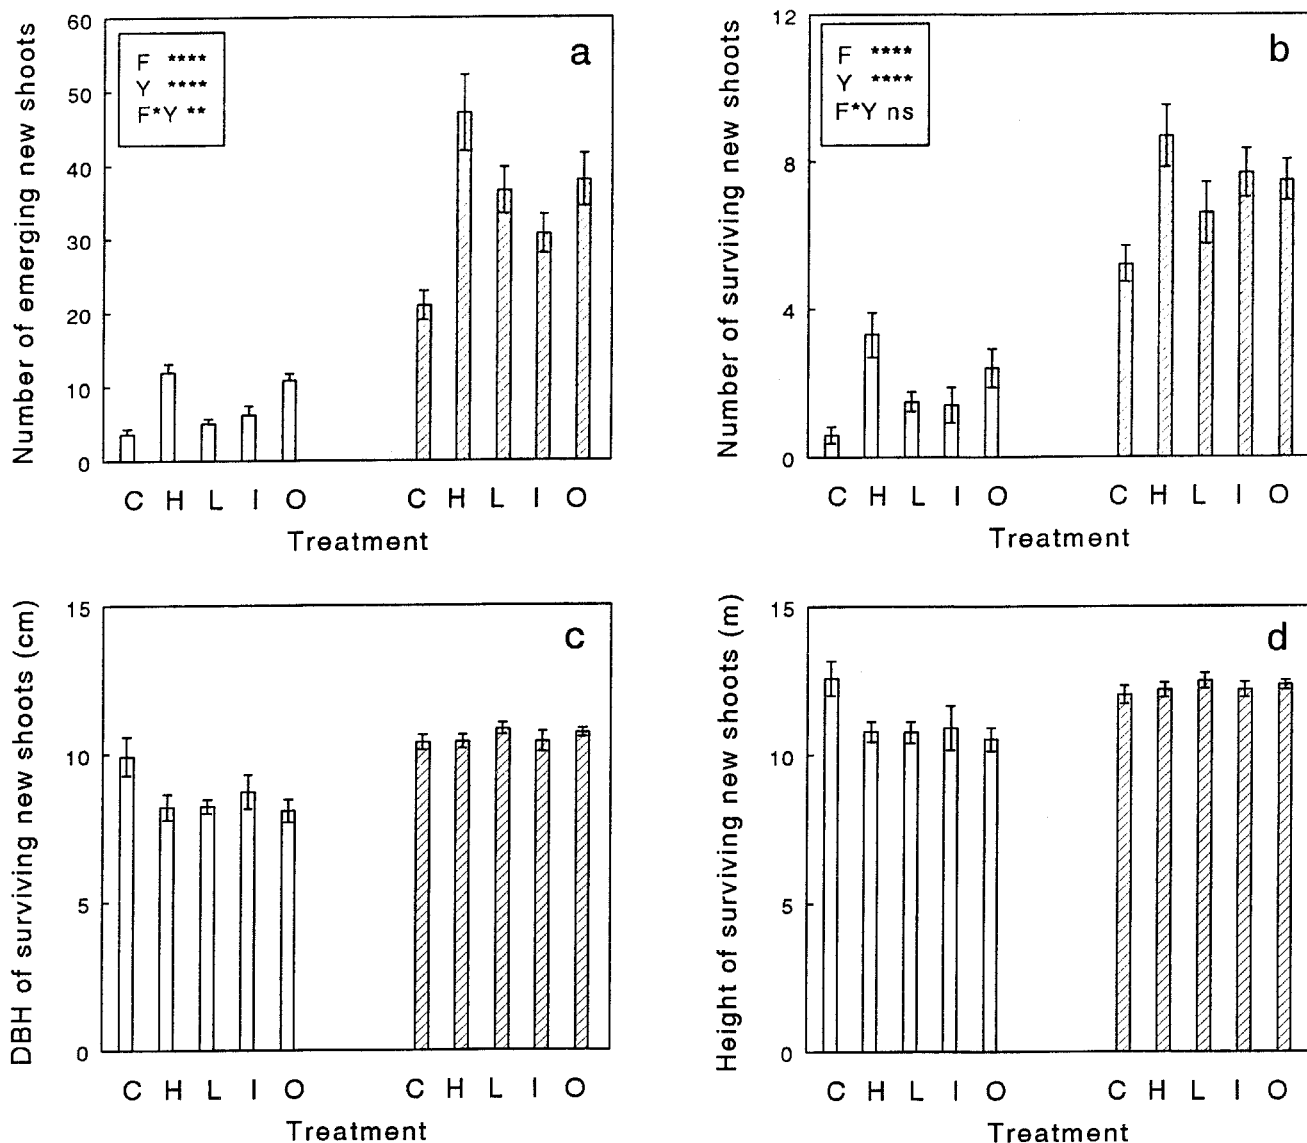 Number of emerging new shoots
60
50
40
30
20
10
0
F ****
Y ****
F*Y **
a
C H L I O C H L I O
Treatment
Number of surviving new shoots
12
8
4
0
F ****
Y ****
F*Y ns
b
C H L I O C H L I O
Treatment
DBH of surviving new shoots (cm)
15
10
5
0
c
C H L I O C H L I O
Treatment
Height of surviving new shoots (m)
15
10
5
0
d
C H L I O C H L I O
Treatment